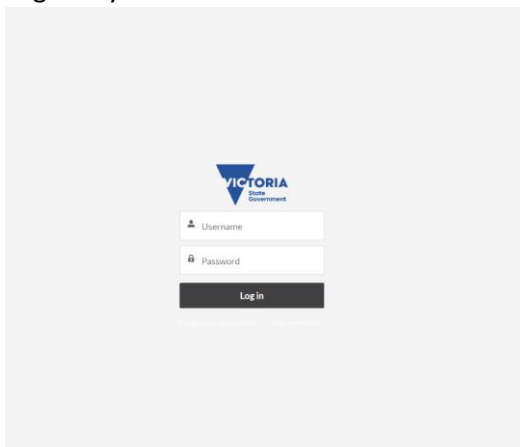 VICTORIA
State
Government
Username
Password
Log in